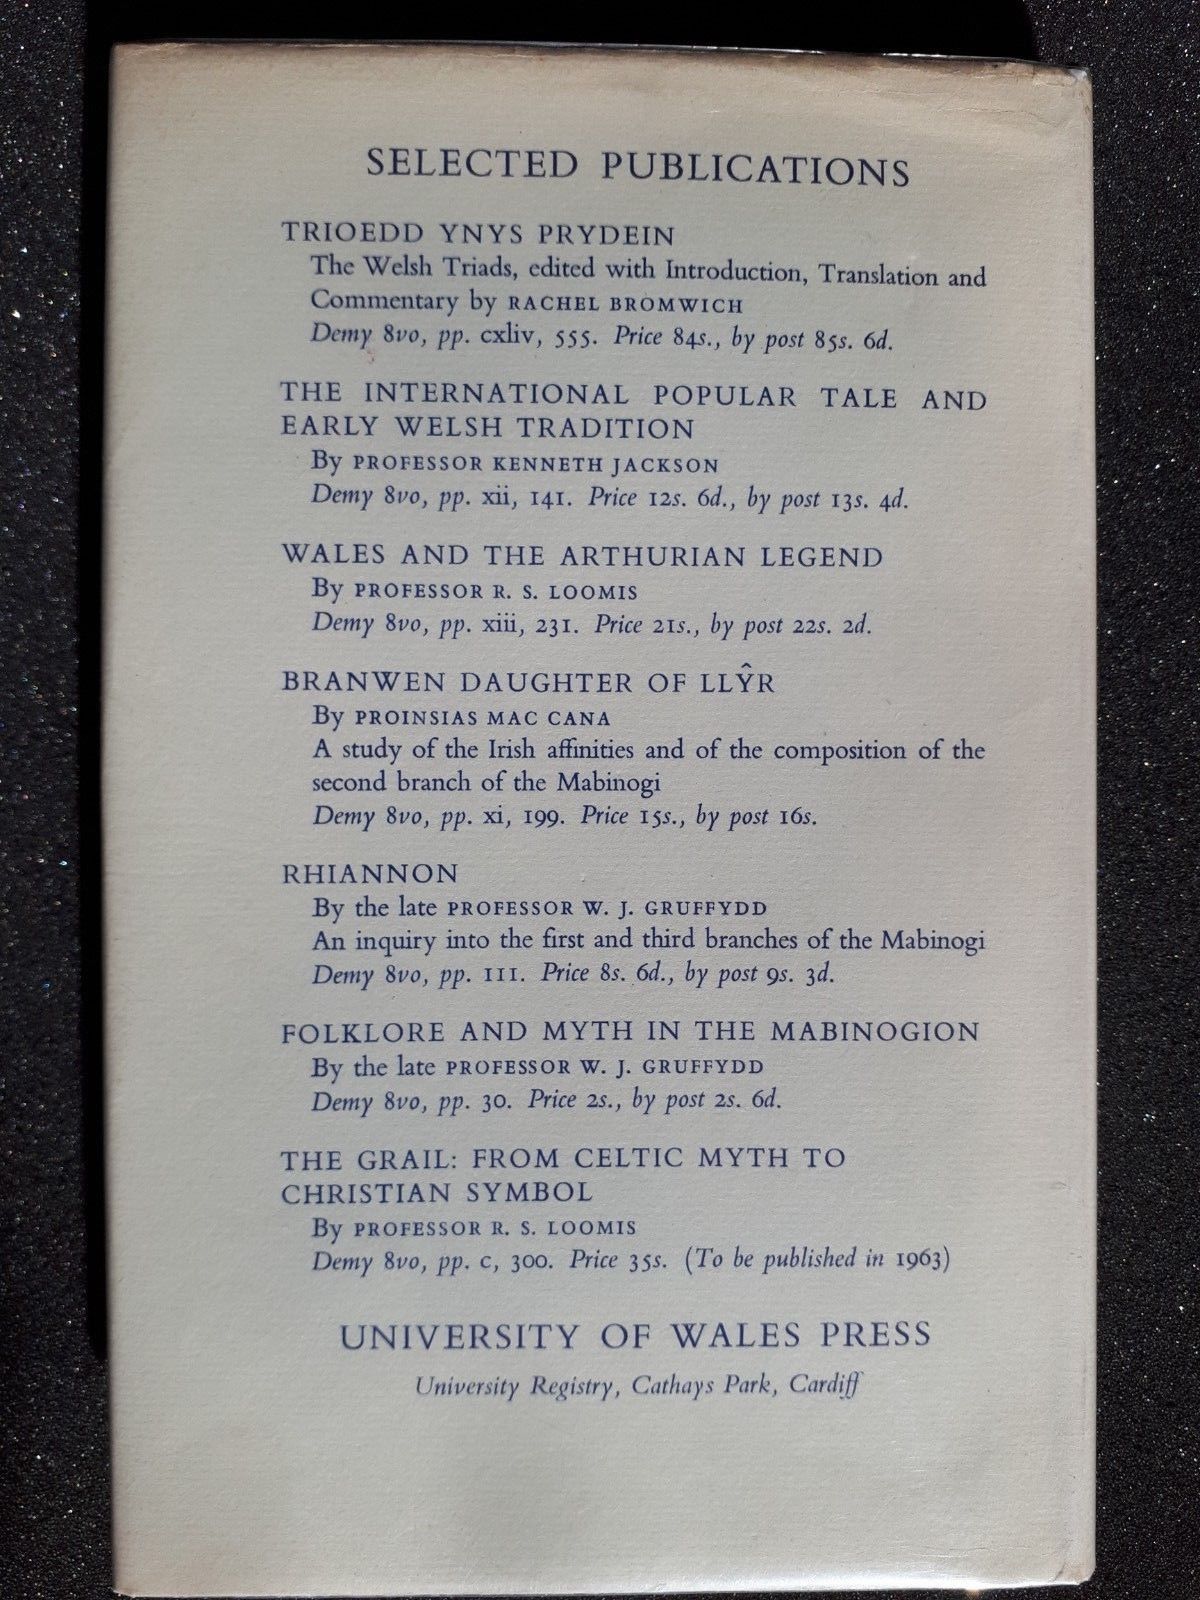 SELECTED PUBLICATIONS
TRIOEDD YNYS PRYDEIN
The Welsh Triads, edited with Introduction, Translation and
Commentary by RACHEL BROMWICH
Demy 8vo, pp. cxliv, 555. Price 84s., by post 85s. 6d.
THE INTERNATIONAL POPULAR TALE AND
EARLY WELSH TRADITION
By PROFESSOR KENNETH JACKSON
Demy 8vo, pp. xii, 141. Price 12s. 6d., by post 13s. 4d.
WALES AND THE ARTHURIAN LEGEND
By PROFESSOR R. S. LOOMIS
Demy 8vo, pp. xiii, 231. Price 21s., by post 22s. 2d.
BRANWEN DAUGHTER OF LLŶR
By PROINSIAS MAC CANA
A study of the Irish affinities and of the composition of the
second branch of the Mabinogi
Demy 8vo, pp. xi, 199. Price 15s., by post 16s.
RHIANNON
By the late PROFESSOR W. J. GRUFFYDD
An inquiry into the first and third branches of the Mabinogi
Demy 8vo, pp. 111. Price 8s. 6d., by post 9s. 3d.
FOLKLORE AND MYTH IN THE MABINOGION
By the late PROFESSOR W. J. GRUFFYDD
Demy 8vo, pp. 30. Price 2s., by post 2s. 6d.
THE GRAIL: FROM CELTIC MYTH TO
CHRISTIAN SYMBOL
By PROFESSOR R. S. LOOMIS
Demy 8vo, pp. c, 300. Price 35s. (To be published in 1963)
UNIVERSITY OF WALES PRESS
University Registry, Cathays Park, Cardiff